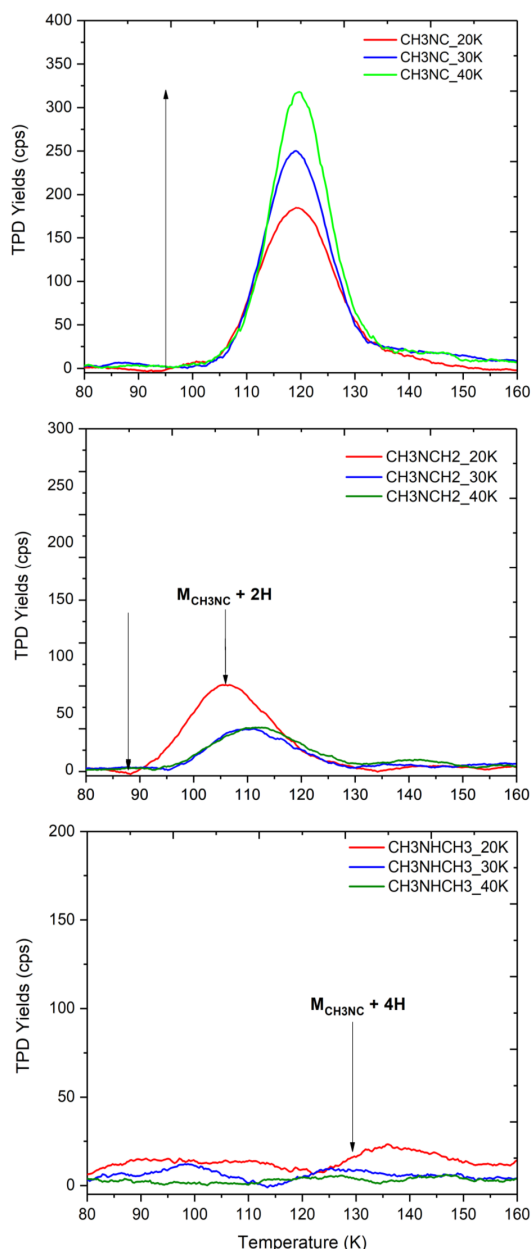 400
350
300
250
200
150
100
50
0
TPD Yields (cps)
CH3NC_20K
CH3NC_30K
CH3NC_40K
80 90 100 110 120 130 140 150 160
300
250
200
150
100
50
0
TPD Yields (cps)
CH3NCH2_20K
CH3NCH2_30K
CH3NCH2_40K
M_CH3NC + 2H
80 90 100 110 120 130 140 150 160
200
150
100
50
0
TPD Yields (cps)
CH3NHCH3_20K
CH3NHCH3_30K
CH3NHCH3_40K
M_CH3NC + 4H
80 90 100 110 120 130 140 150 160
Temperature (K)